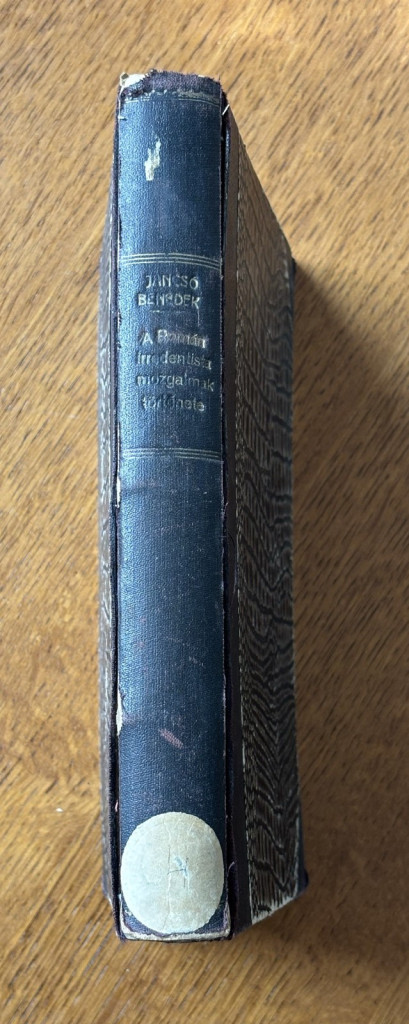 JANCSÓ
BENEDEK
A Román
irredentista
mozgalmak
története